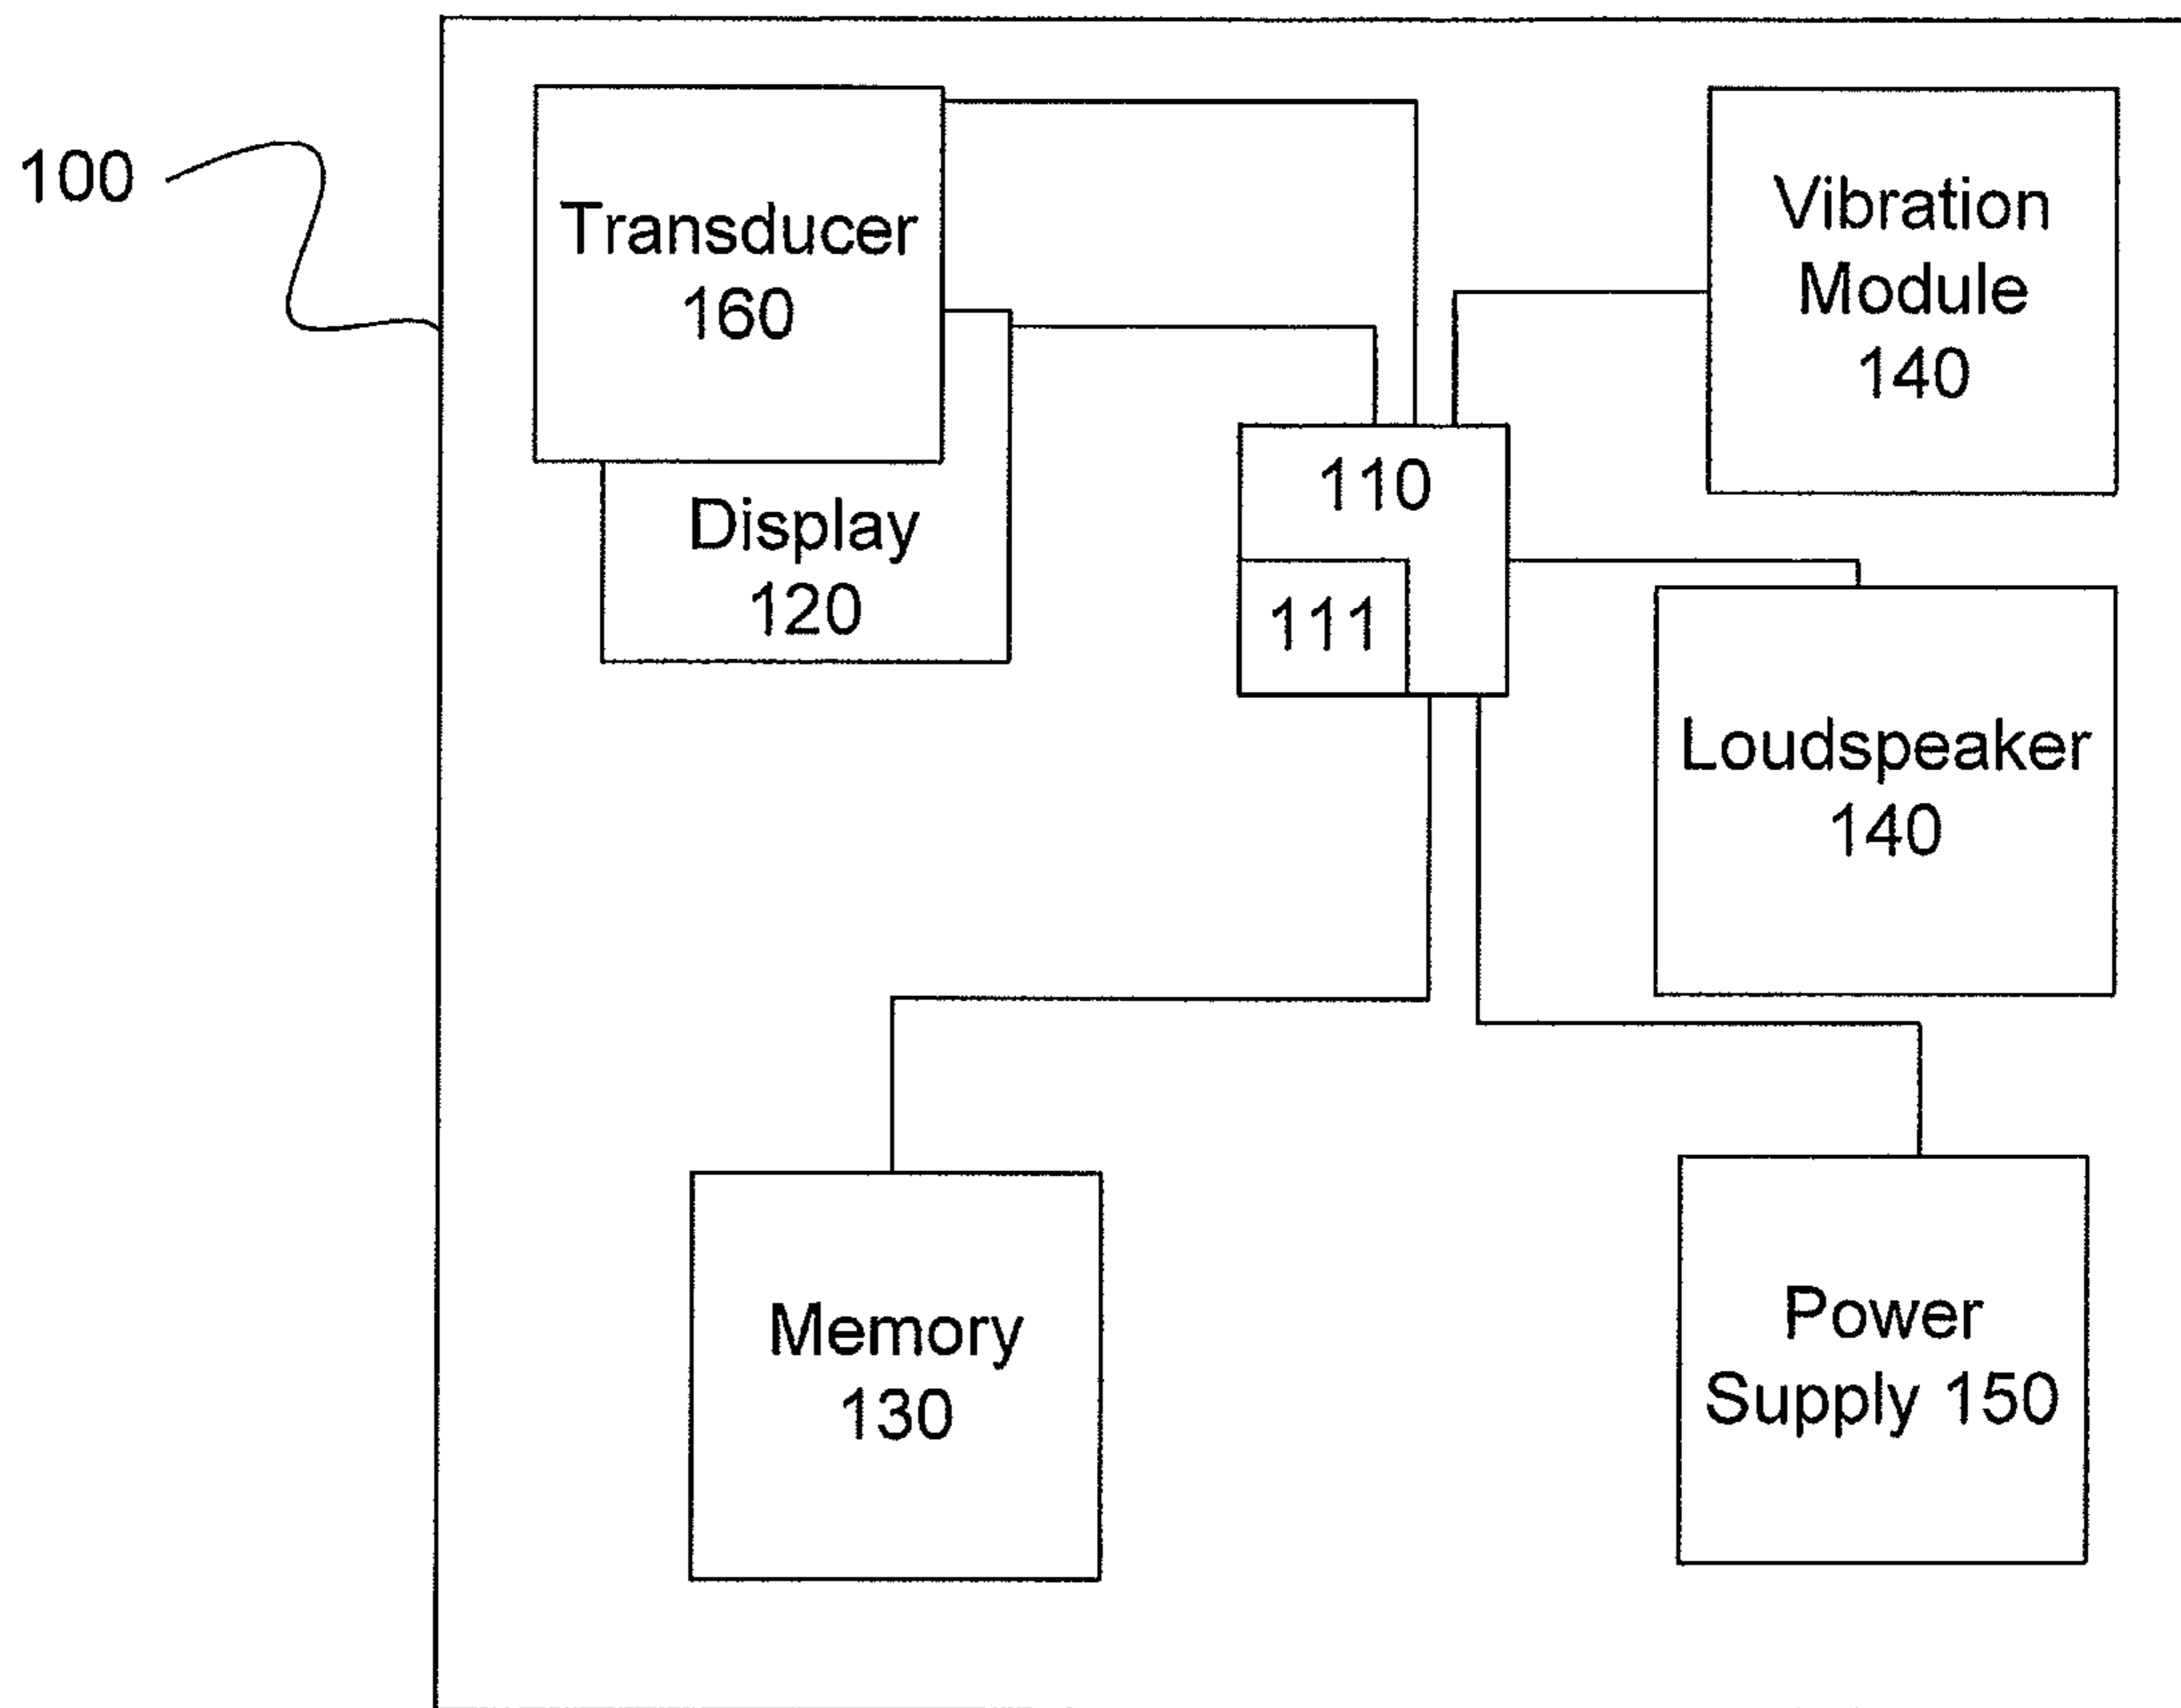 100
Transducer
160
Vibration
Module
140
110
Display
120
111
Loudspeaker
140
Memory
130
Power
Supply 150